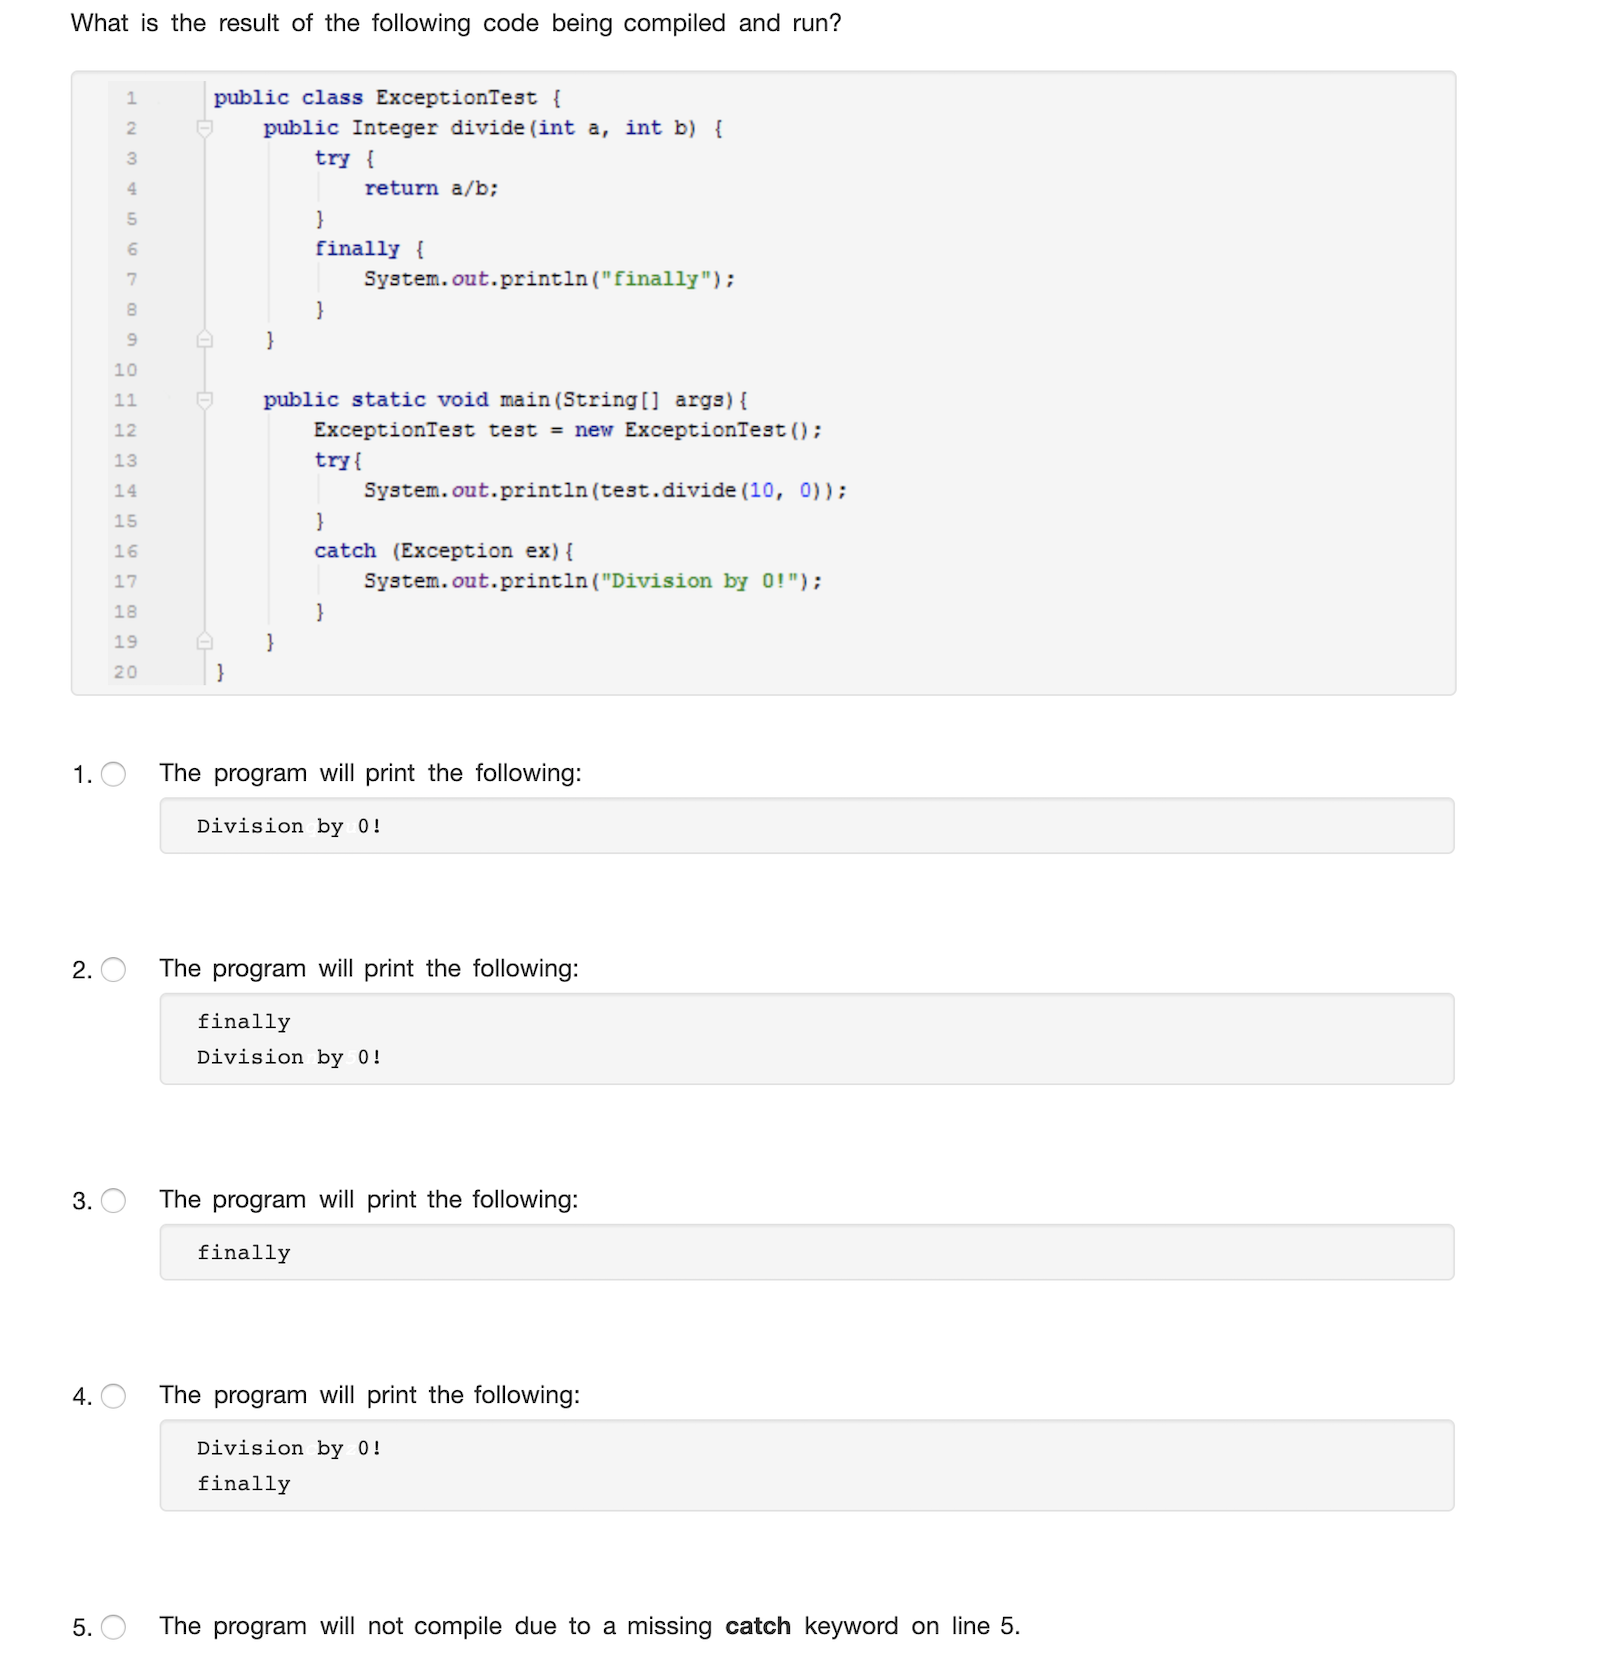 What is the result of the following code being compiled and run?
1 public class ExceptionTest {
2 public Integer divide(int a, int b) {
3 try {
4 return a/b;
5 }
6 finally {
7 System.out.println("finally");
8 }
9 }
10
11 public static void main(String[] args){
12 ExceptionTest test = new ExceptionTest();
13 try{
14 System.out.println(test.divide(10, 0));
15 }
16 catch (Exception ex){
17 System.out.println("Division by 0!");
18 }
19 }
20 }
1. The program will print the following:
Division by 0!
2. The program will print the following:
finally
Division by 0!
3. The program will print the following:
finally
4. The program will print the following:
Division by 0!
finally
5. The program will not compile due to a missing catch keyword on line 5.